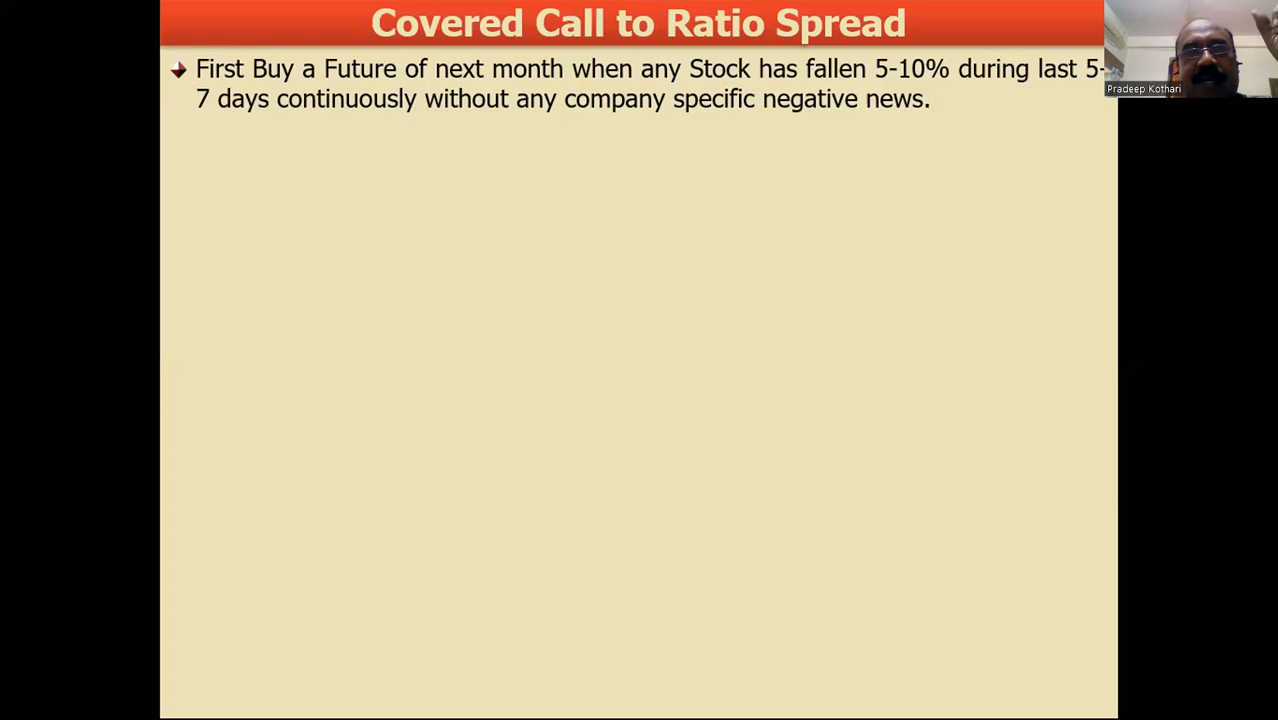 Covered Call to Ratio Spread
First Buy a Future of next month when any Stock has fallen 5-10% during last 5-
7 days continuously without any company specific negative news.
Pradeep Kothari